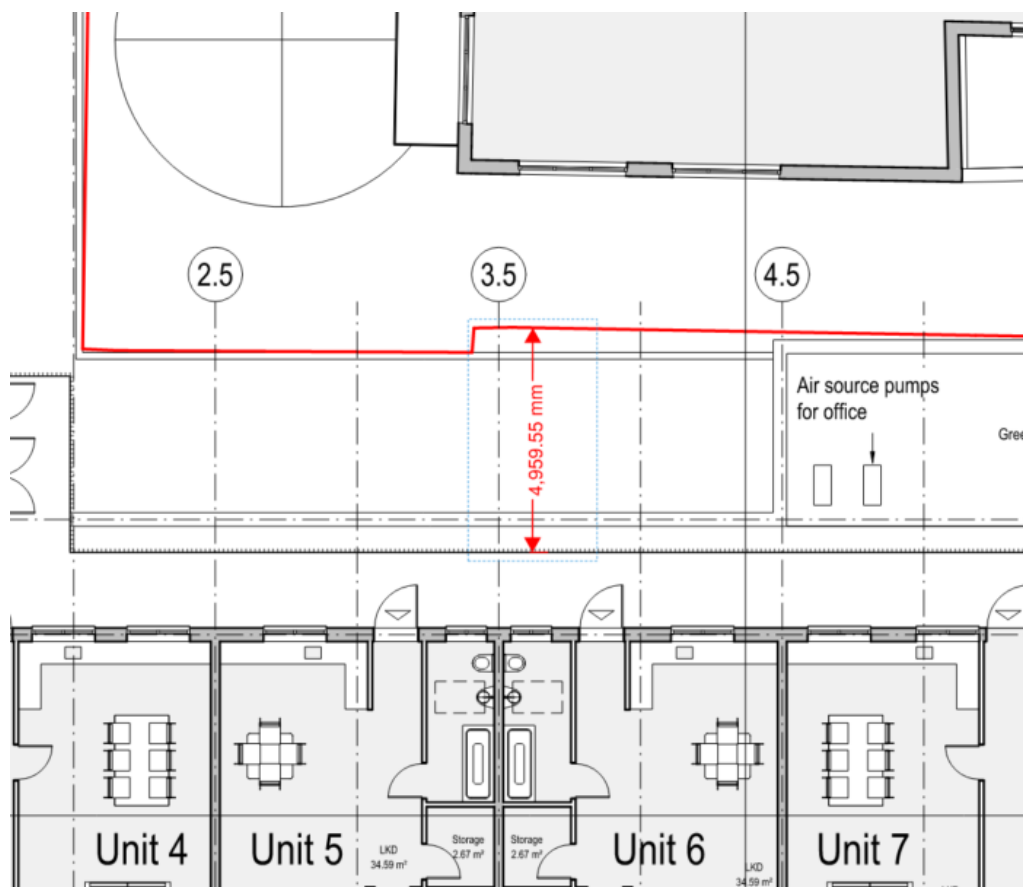 2.5
3.5
4.5
4,959.55 mm
Air source pumps
for office
Gree
Unit 4
Unit 5
LKD
34.59 m²
Storage
2.67 m²
Storage
2.67 m²
Unit 6
LKD
34.59 m²
Unit 7
LKD